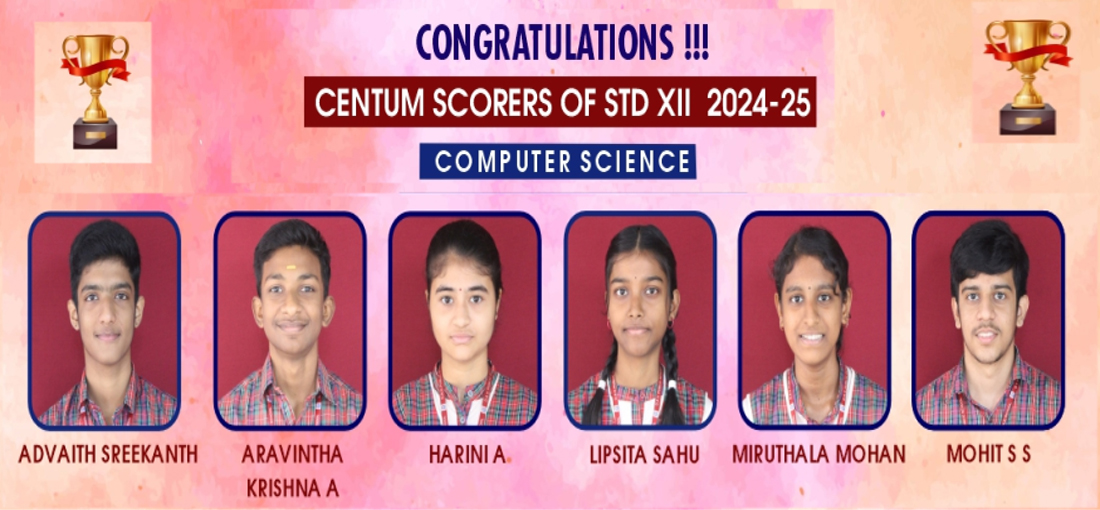 CONGRATULATIONS !!!
CENTUM SCORERS OF STD XII 2024-25
COMPUTER SCIENCE
ADVAITH SREEKANTH
ARAVINTHA
KRISHNA A
HARINI A
LIPSITA SAHU
MIRUTHALA MOHAN
MOHIT S S